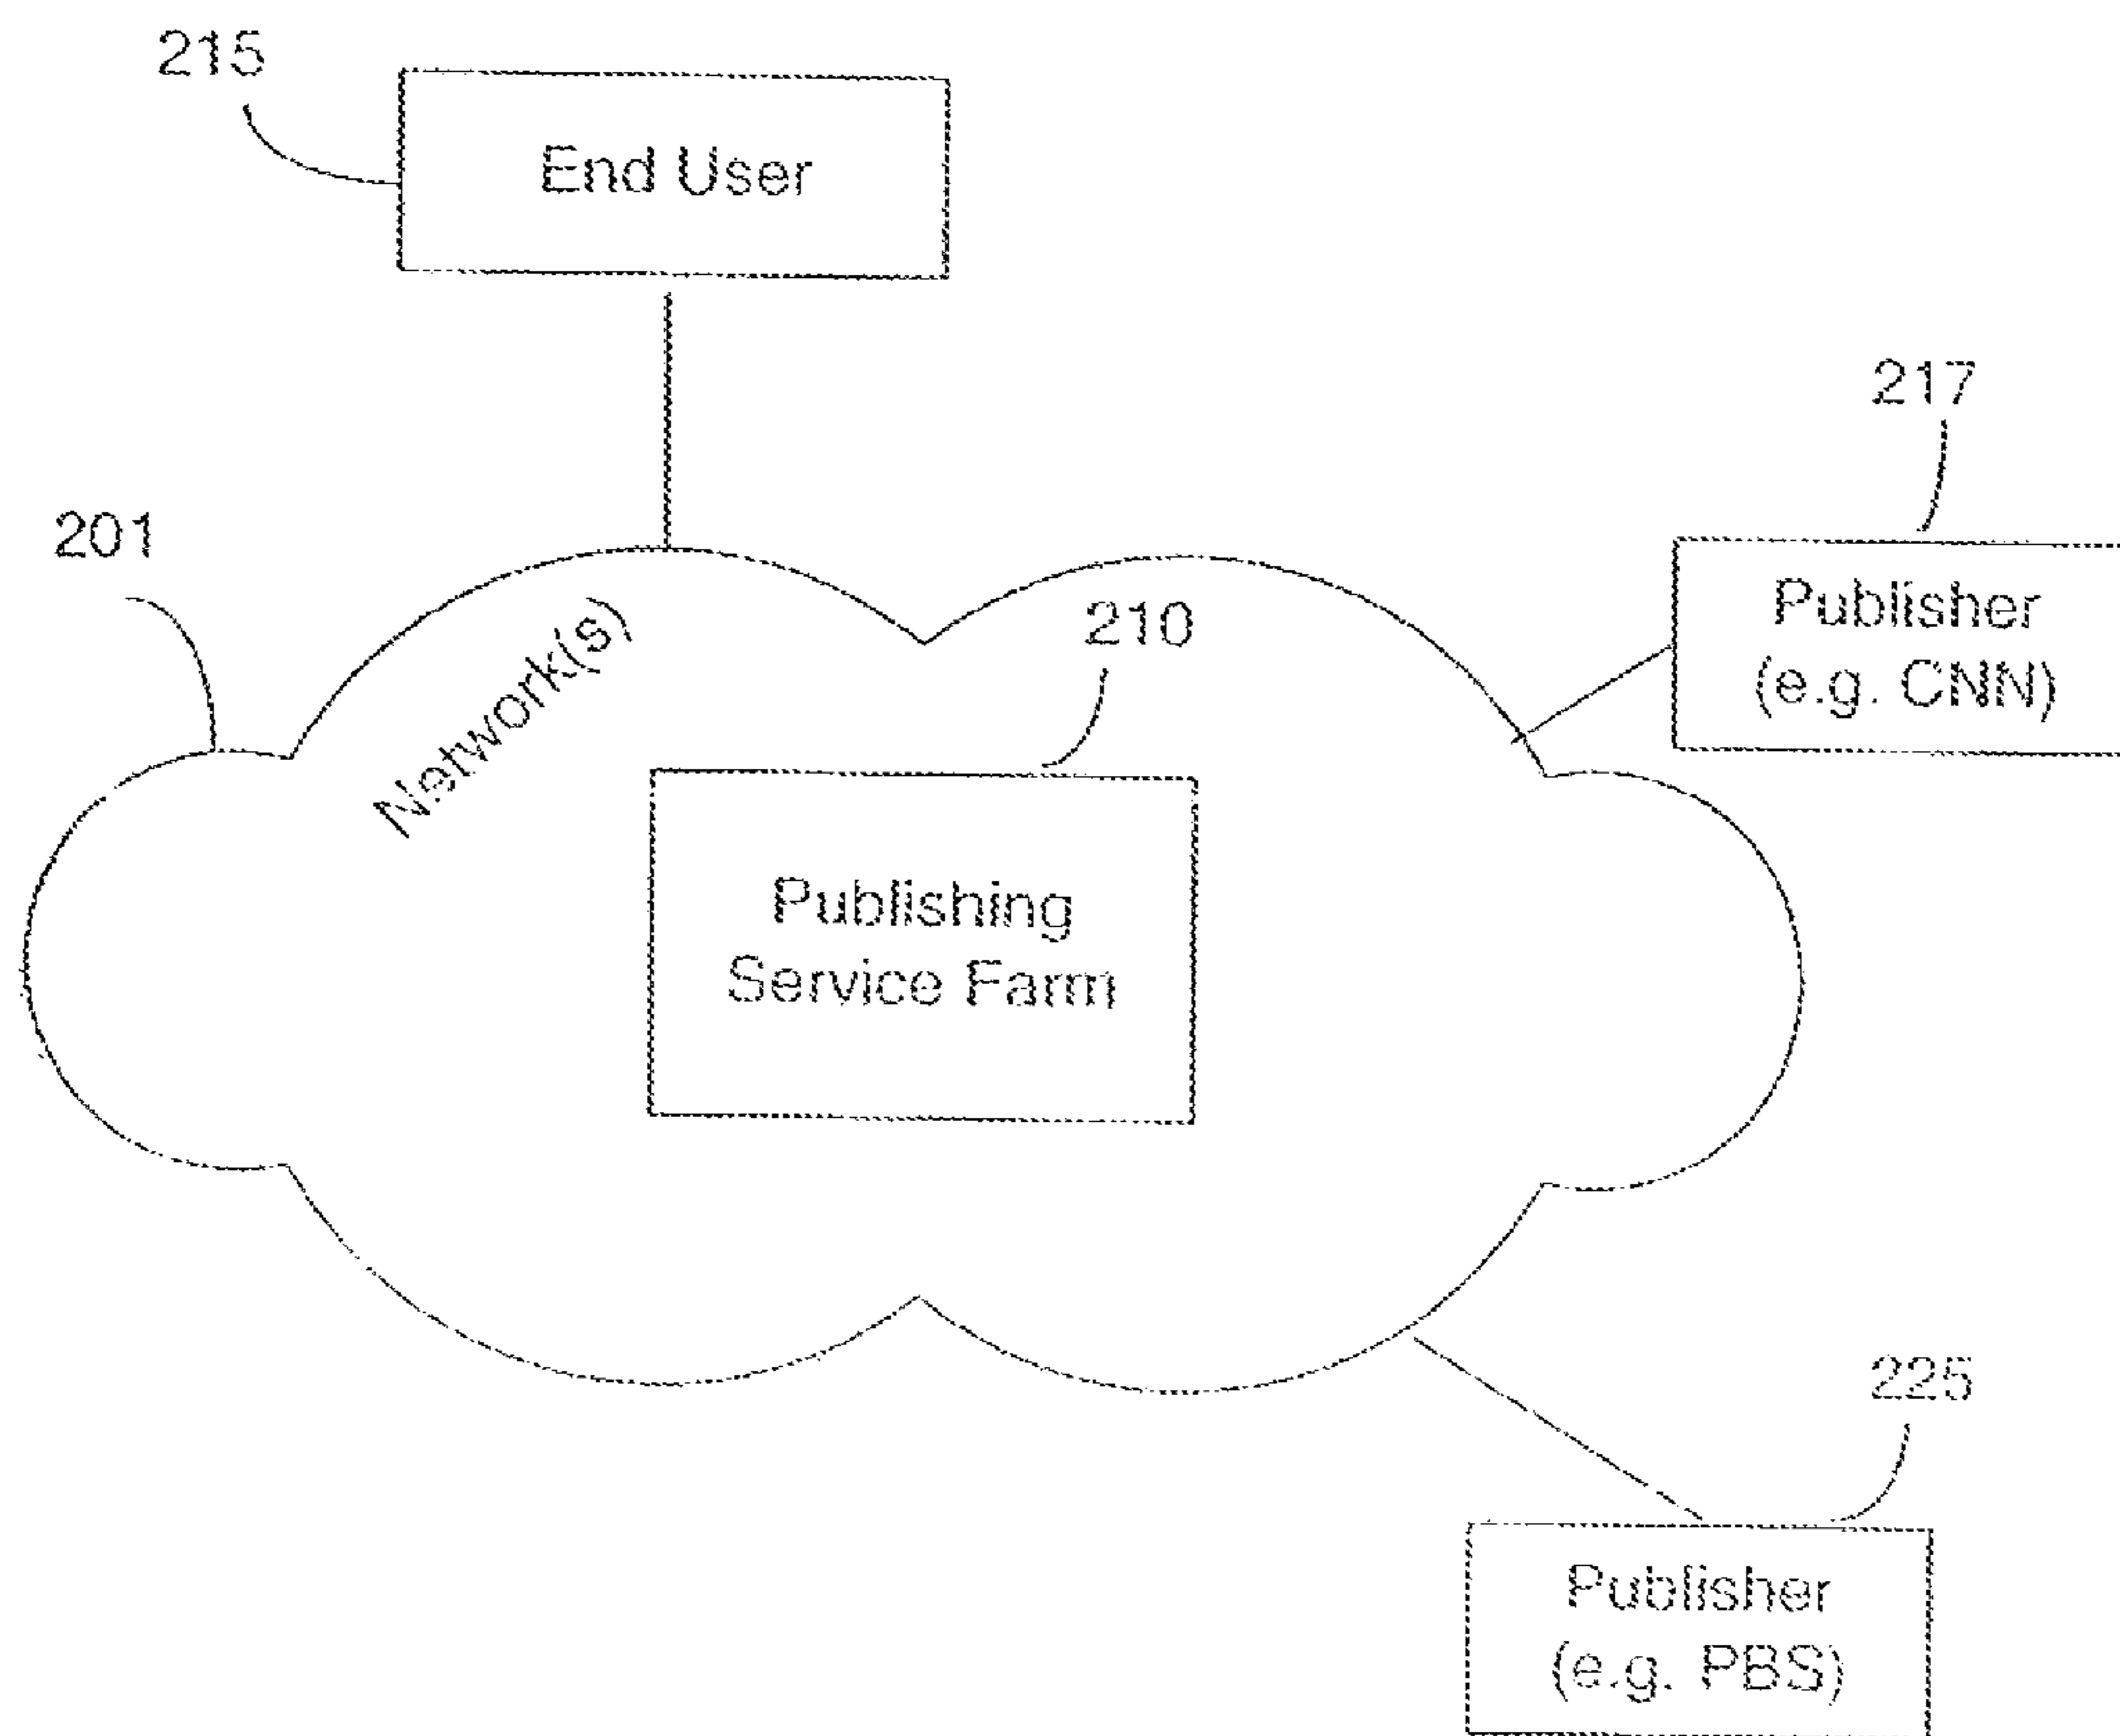 215
End User
217
201
Publisher
(e.g. CNN)
Network(s)
210
Publishing
Service Farm
225
Publisher
(e.g. PBS)